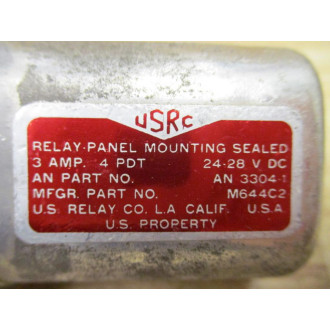 USRC
RELAY-PANEL MOUNTING SEALED
3 AMP. 4 PDT 24-28 V DC
AN PART NO. AN 3304-1
MFGR. PART NO. M644C2
U.S. RELAY CO. L.A CALIF. U.S.A
U.S. PROPERTY